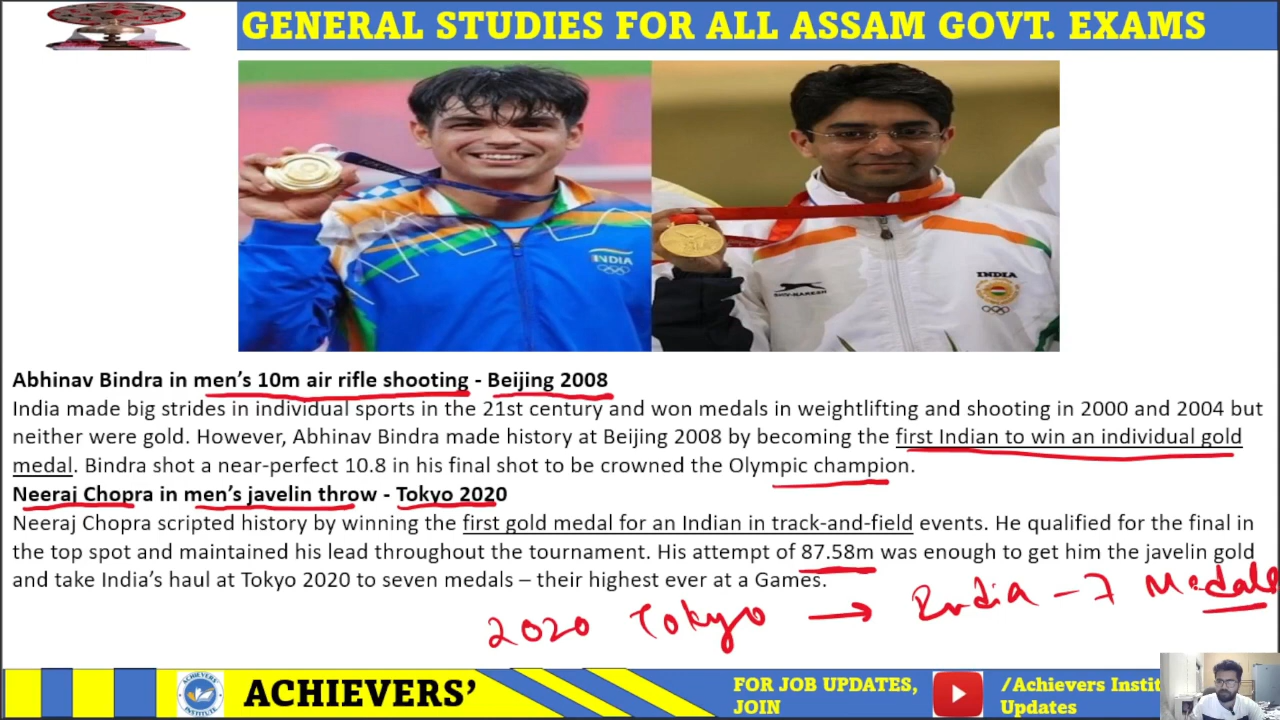 GENERAL STUDIES FOR ALL ASSAM GOVT. EXAMS
INDIA
INDIA
SHIV-NARESH
Abhinav Bindra in men's 10m air rifle shooting - Beijing 2008
India made big strides in individual sports in the 21st century and won medals in weightlifting and shooting in 2000 and 2004 but
neither were gold. However, Abhinav Bindra made history at Beijing 2008 by becoming the first Indian to win an individual gold
medal. Bindra shot a near-perfect 10.8 in his final shot to be crowned the Olympic champion.
Neeraj Chopra in men's javelin throw - Tokyo 2020
Neeraj Chopra scripted history by winning the first gold medal for an Indian in track-and-field events. He qualified for the final in
the top spot and maintained his lead throughout the tournament. His attempt of 87.58m was enough to get him the javelin gold
and take India's haul at Tokyo 2020 to seven medals – their highest ever at a Games.
2020 Tokyo → India - 7 Medals
ACHIEVERS' INSTITUTE
ACHIEVERS'
FOR JOB UPDATES,
JOIN
/Achievers Instit
Updates